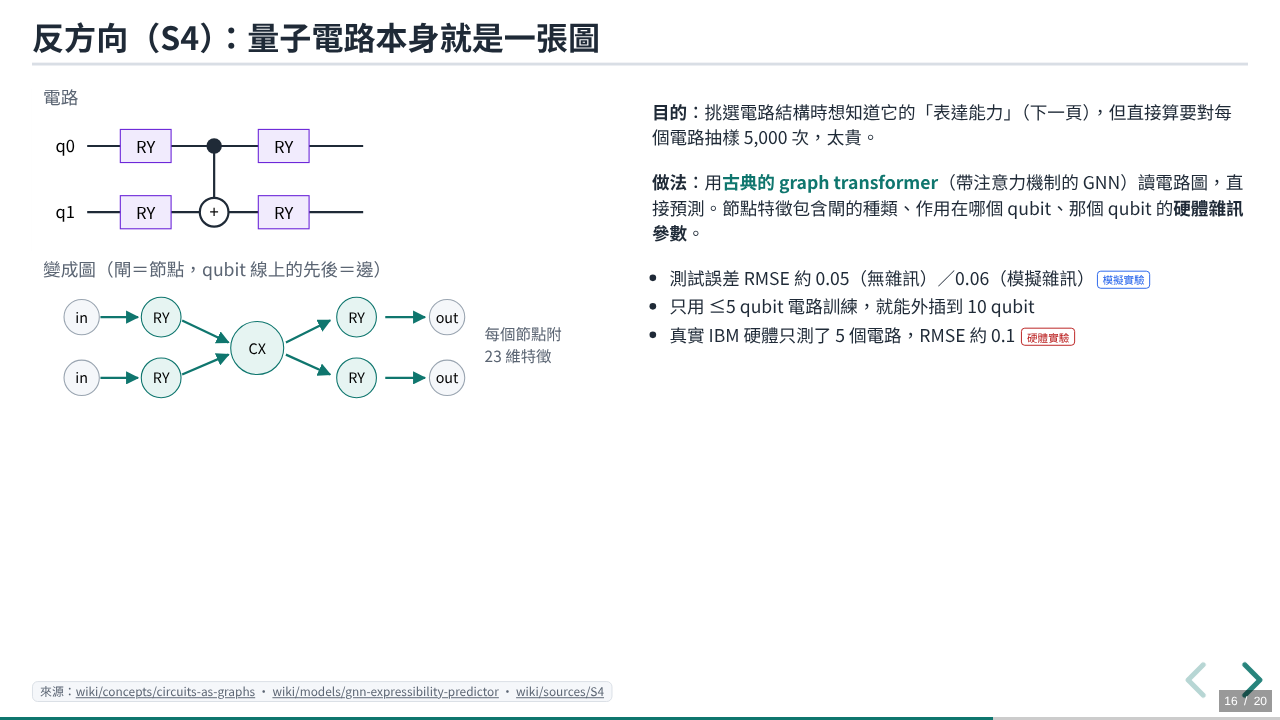 反方向（S4）：量子電路本身就是一張圖
電路
q0 RY RY
q1 RY + RY
變成圖（閘＝節點，qubit 線上的先後＝邊）
in RY RY out
CX
in RY RY out
每個節點附
23 維特徵
目的：挑選電路結構時想知道它的「表達能力」（下一頁），但直接算要對每
個電路抽樣 5,000 次，太貴。
做法：用古典的 graph transformer（帶注意力機制的 GNN）讀電路圖，直
接預測。節點特徵包含閘的種類、作用在哪個 qubit、那個 qubit 的硬體雜訊
參數。
• 測試誤差 RMSE 約 0.05（無雜訊）／0.06（模擬雜訊） 模擬實驗
• 只用 ≤5 qubit 電路訓練，就能外插到 10 qubit
• 真實 IBM 硬體只測了 5 個電路，RMSE 約 0.1 硬體實驗
來源：wiki/concepts/circuits-as-graphs · wiki/models/gnn-expressibility-predictor · wiki/sources/S4
16 / 20